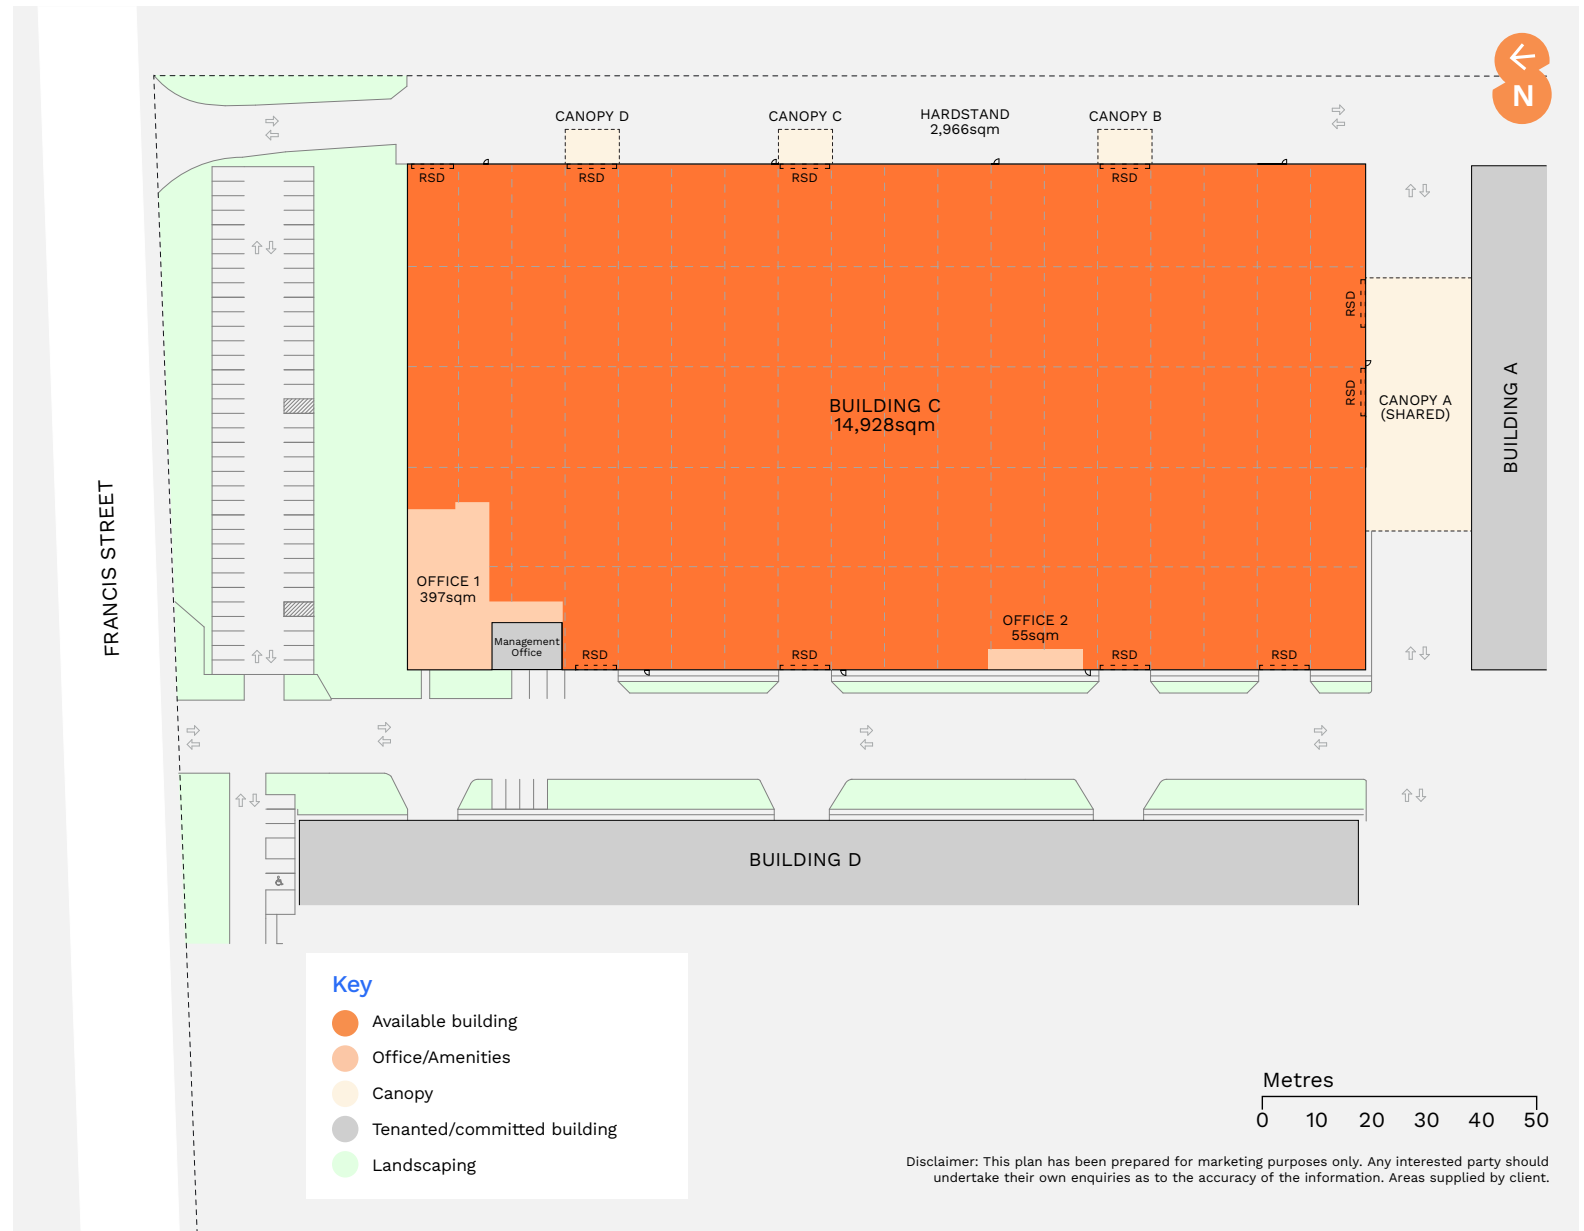 N
CANOPY D
CANOPY C
HARDSTAND
2,966sqm
CANOPY B
RSD
RSD
RSD
RSD
RSD
RSD
BUILDING C
14,928sqm
CANOPY A
(SHARED)
BUILDING A
FRANCIS STREET
OFFICE 1
397sqm
Management
Office
OFFICE 2
55sqm
RSD
RSD
RSD
RSD
BUILDING D
Key
Available building
Office/Amenities
Canopy
Tenanted/committed building
Landscaping
Metres
0 10 20 30 40 50
Disclaimer: This plan has been prepared for marketing purposes only. Any interested party should
undertake their own enquiries as to the accuracy of the information. Areas supplied by client.